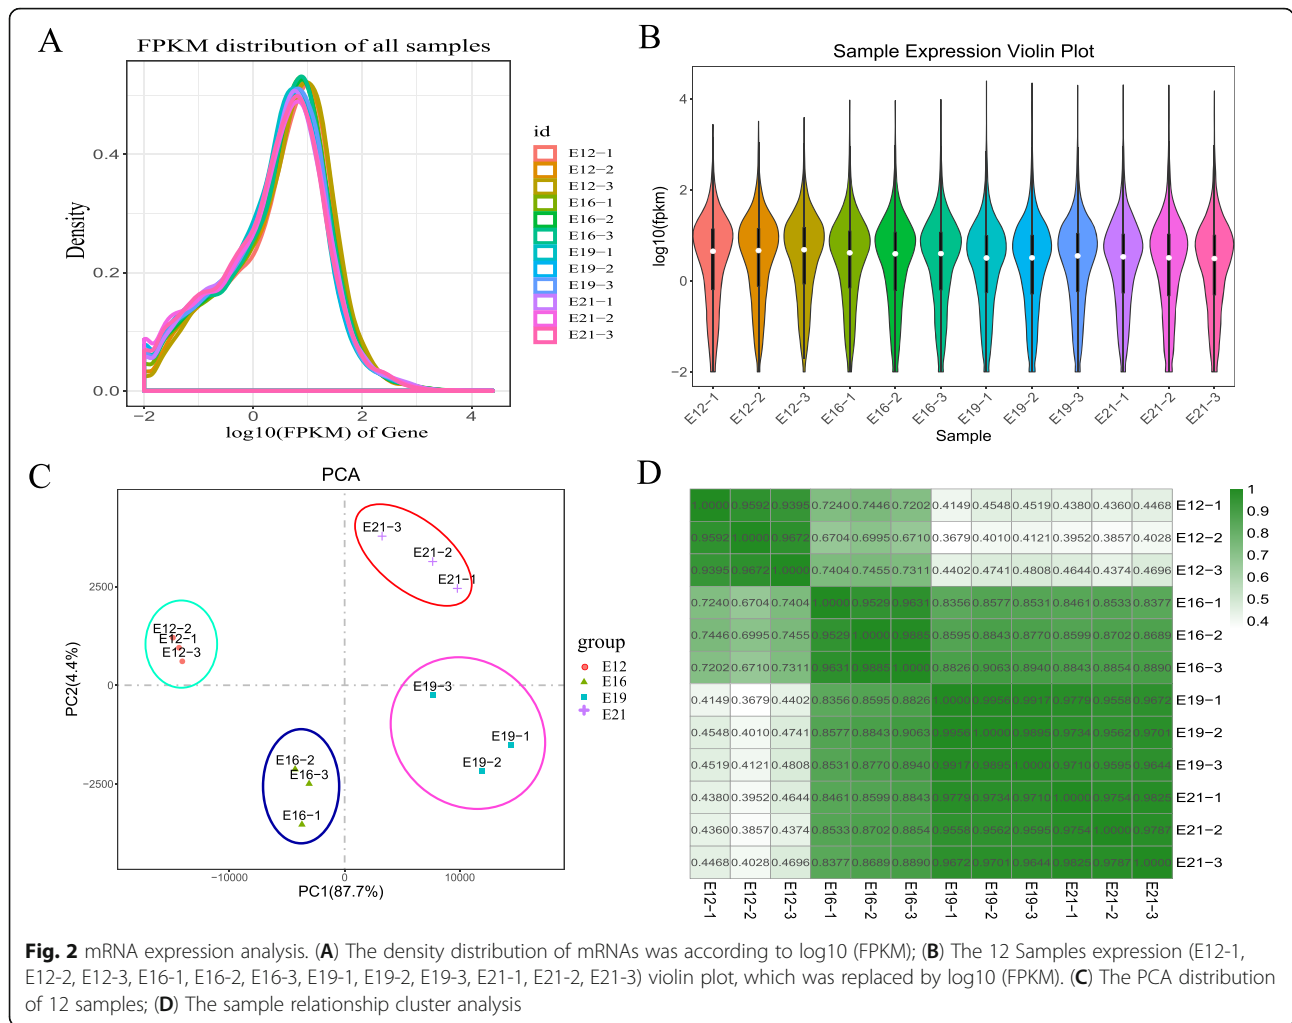 A
FPKM distribution of all samples
Density
0.4
0.2
0.0
−2
0
2
4
log10(FPKM) of Gene
id
E12−1
E12−2
E12−3
E16−1
E16−2
E16−3
E19−1
E19−2
E19−3
E21−1
E21−2
E21−3
B
Sample Expression Violin Plot
log10(fpkm)
4
2
0
−2
E12−1
E12−2
E12−3
E16−1
E16−2
E16−3
E19−1
E19−2
E19−3
E21−1
E21−2
E21−3
Sample
C
PCA
PC2(4.4%)
2500
0
−2500
E21−3
E21−2
E21−1
E12−2
E12−1
E12−3
E19−3
E19−1
E19−2
E16−2
E16−3
E16−1
−10000
0
10000
PC1(87.7%)
group
E12
E16
E19
E21
D
1.0000 0.9592 0.9395 0.7240 0.7446 0.7202 0.4149 0.4548 0.4519 0.4380 0.4360 0.4468 E12−1
0.9592 1.0000 0.9672 0.6704 0.6995 0.6710 0.3679 0.4010 0.4121 0.3952 0.3857 0.4028 E12−2
0.9395 0.9672 1.0000 0.7404 0.7455 0.7311 0.4402 0.4741 0.4808 0.4644 0.4374 0.4696 E12−3
0.7240 0.6704 0.7404 1.0000 0.9529 0.9631 0.8356 0.8577 0.8531 0.8461 0.8533 0.8377 E16−1
0.7446 0.6995 0.7455 0.9529 1.0000 0.9885 0.8595 0.8843 0.8770 0.8599 0.8702 0.8689 E16−2
0.7202 0.6710 0.7311 0.9631 0.9885 1.0000 0.8826 0.9063 0.8940 0.8843 0.8854 0.8890 E16−3
0.4149 0.3679 0.4402 0.8356 0.8595 0.8826 1.0000 0.9956 0.9917 0.9779 0.9558 0.9672 E19−1
0.4548 0.4010 0.4741 0.8577 0.8843 0.9063 0.9956 1.0000 0.9895 0.9734 0.9562 0.9701 E19−2
0.4519 0.4121 0.4808 0.8531 0.8770 0.8940 0.9917 0.9895 1.0000 0.9710 0.9595 0.9644 E19−3
0.4380 0.3952 0.4644 0.8461 0.8599 0.8843 0.9779 0.9734 0.9710 1.0000 0.9754 0.9825 E21−1
0.4360 0.3857 0.4374 0.8533 0.8702 0.8854 0.9558 0.9562 0.9595 0.9754 1.0000 0.9787 E21−2
0.4468 0.4028 0.4696 0.8377 0.8689 0.8890 0.9672 0.9701 0.9644 0.9825 0.9787 1.0000 E21−3
E12−1
E12−2
E12−3
E16−1
E16−2
E16−3
E19−1
E19−2
E19−3
E21−1
E21−2
E21−3
1
0.9
0.8
0.7
0.6
0.5
0.4
Fig. 2 mRNA expression analysis. (A) The density distribution of mRNAs was according to log10 (FPKM); (B) The 12 Samples expression (E12-1,
E12-2, E12-3, E16-1, E16-2, E16-3, E19-1, E19-2, E19-3, E21-1, E21-2, E21-3) violin plot, which was replaced by log10 (FPKM). (C) The PCA distribution
of 12 samples; (D) The sample relationship cluster analysis